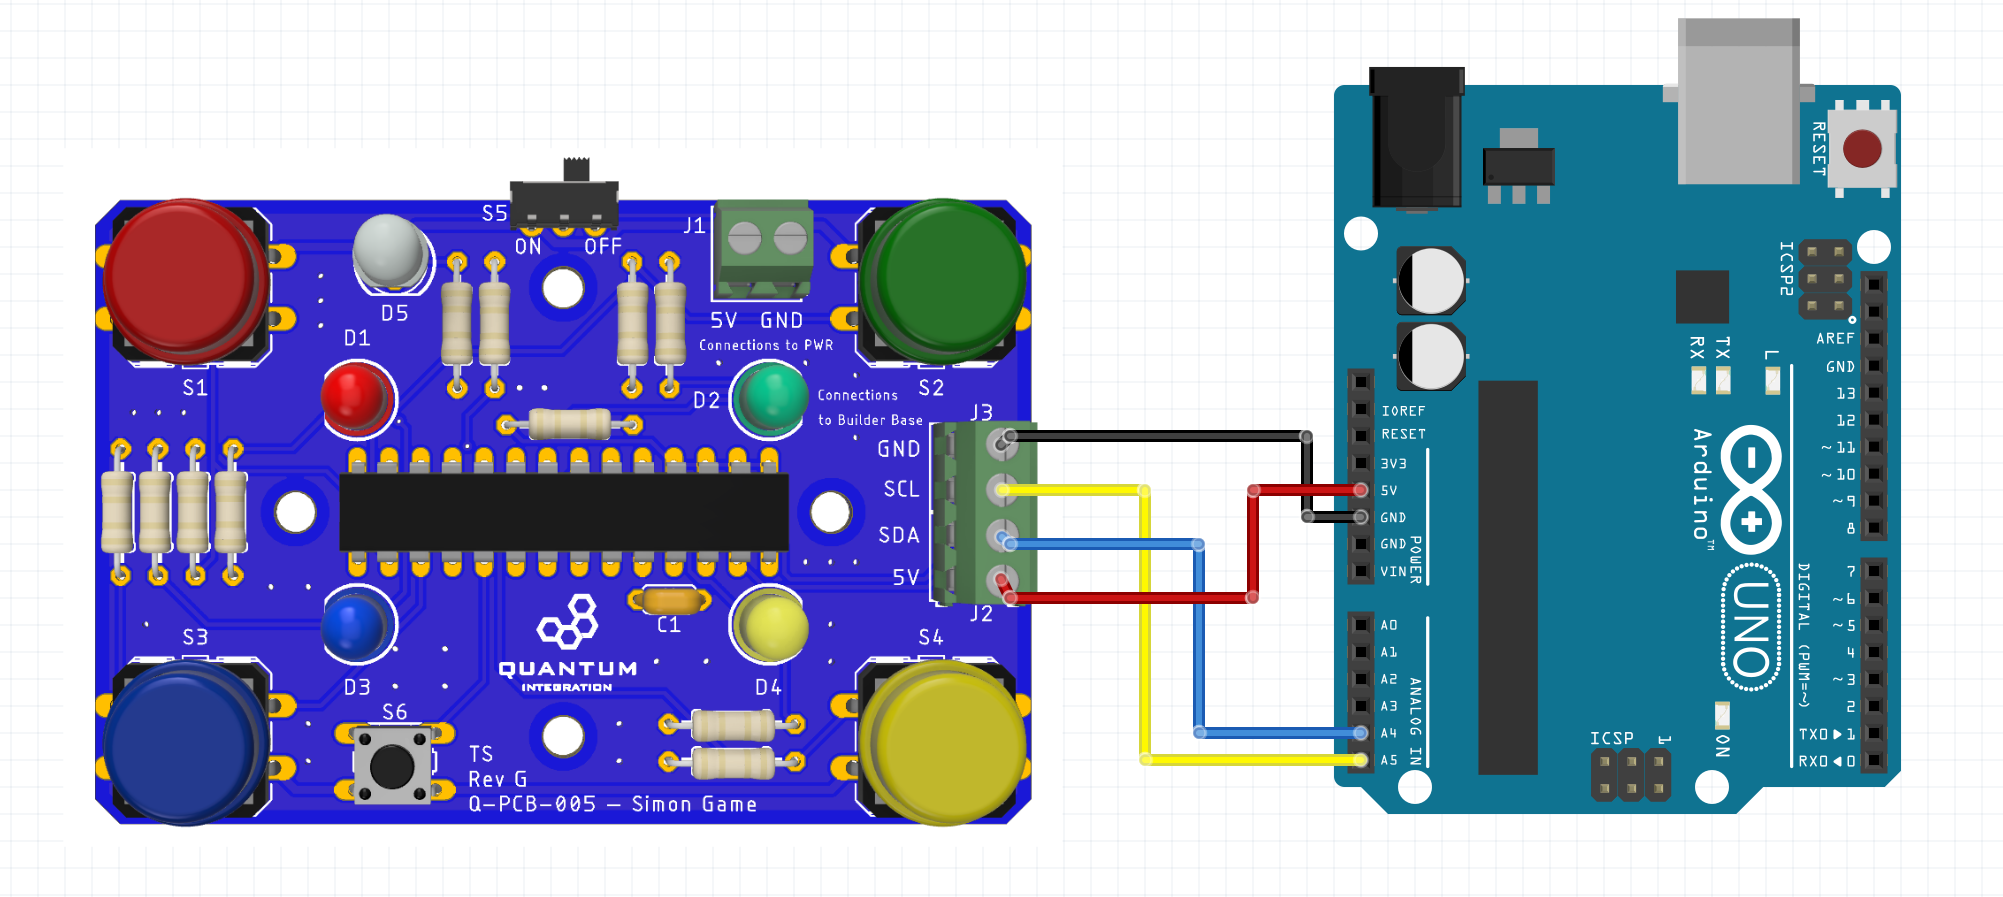 S5
ON
OFF
J1
5V GND
Connections to PWR
D5
D1
S1
S2
D2
Connections
to Builder Base
J3
GND
SCL
SDA
5V
J2
C1
S3
S4
D3
D4
QUANTUM
INTEGRATION
S6
TS
Rev G
Q-PCB-005 – Simon Game
RESET
ICSP2
AREF
GND
13
12
~11
~10
~9
8
RX
TX
L
IOREF
RESET
3V3
5V
GND
GND
VIN
POWER
Arduino™
UNO
7
~6
~5
4
~3
2
TX0▶1
RX0◀0
DIGITAL (PWM=~)
A0
A1
A2
A3
A4
A5
ANALOG IN
ICSP
1
ON